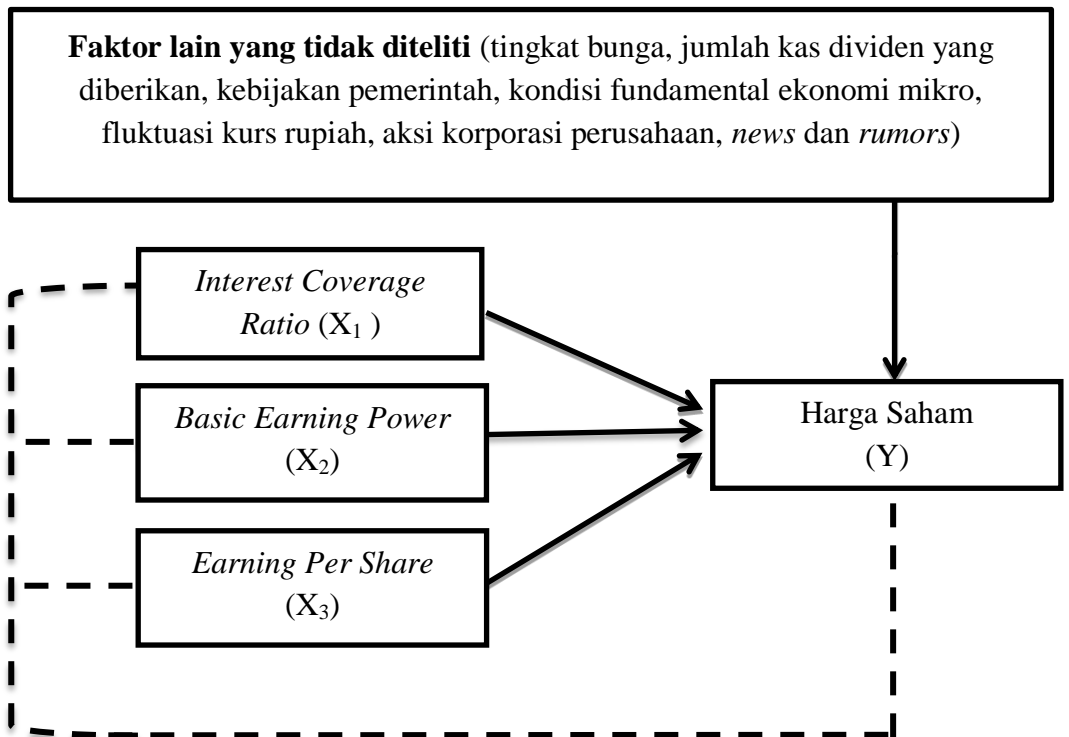 Faktor lain yang tidak diteliti (tingkat bunga, jumlah kas dividen yang
diberikan, kebijakan pemerintah, kondisi fundamental ekonomi mikro,
fluktuasi kurs rupiah, aksi korporasi perusahaan, news dan rumors)
Interest Coverage
Ratio (X₁ )
Basic Earning Power
(X₂)
Earning Per Share
(X₃)
Harga Saham
(Y)